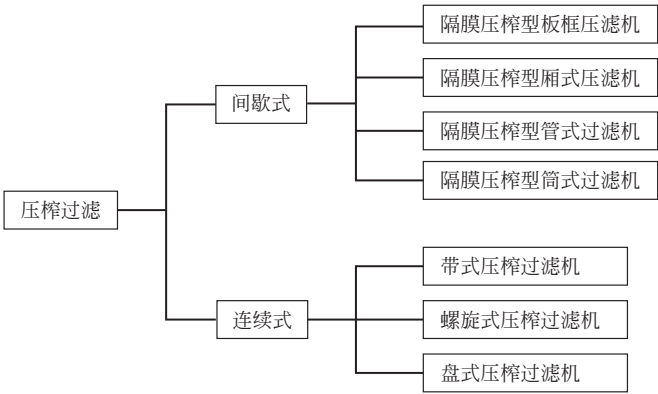 压榨过滤
间歇式
隔膜压榨型板框压滤机
隔膜压榨型厢式压滤机
隔膜压榨型管式过滤机
隔膜压榨型筒式过滤机
连续式
带式压榨过滤机
螺旋式压榨过滤机
盘式压榨过滤机